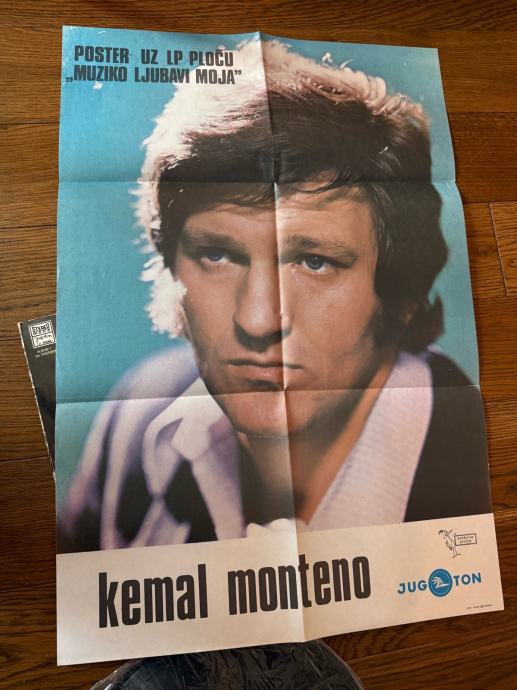 POSTER UZ LP PLOČU
„MUZIKO LJUBAVI MOJA”
kemal monteno
JUGOTON